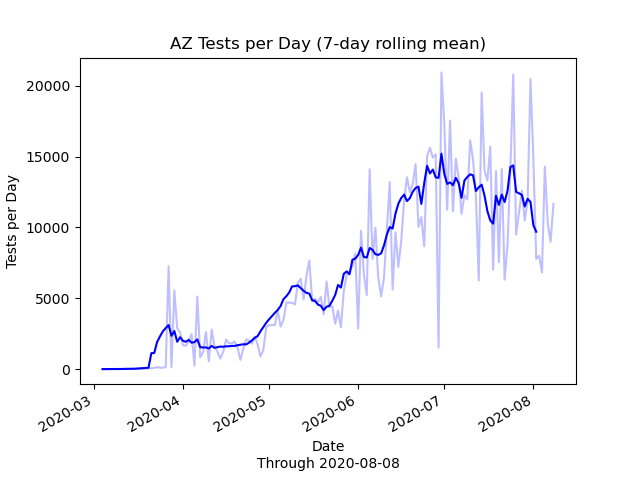 AZ Tests per Day (7-day rolling mean)
Tests per Day
20000
15000
10000
5000
0
2020-03
2020-04
2020-05
2020-06
2020-07
2020-08
Date
Through 2020-08-08